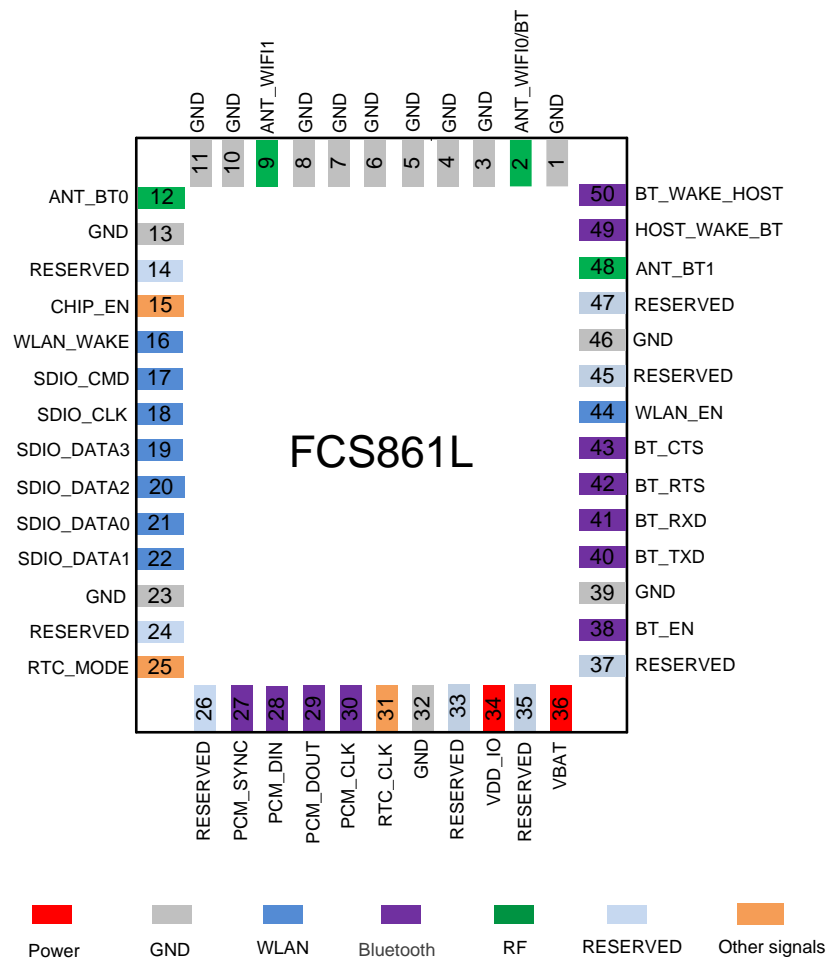 GND
GND
ANT_WIFI1
GND
GND
GND
GND
GND
GND
ANT_WIFI0/BT
GND
11
10
9
8
7
6
5
4
3
2
1
ANT_BT0 12
GND 13
RESERVED 14
CHIP_EN 15
WLAN_WAKE 16
SDIO_CMD 17
SDIO_CLK 18
SDIO_DATA3 19
SDIO_DATA2 20
SDIO_DATA0 21
SDIO_DATA1 22
GND 23
RESERVED 24
RTC_MODE 25
FCS861L
50 BT_WAKE_HOST
49 HOST_WAKE_BT
48 ANT_BT1
47 RESERVED
46 GND
45 RESERVED
44 WLAN_EN
43 BT_CTS
42 BT_RTS
41 BT_RXD
40 BT_TXD
39 GND
38 BT_EN
37 RESERVED
26
27
28
29
30
31
32
33
34
35
36
RESERVED
PCM_SYNC
PCM_DIN
PCM_DOUT
PCM_CLK
RTC_CLK
GND
RESERVED
VDD_IO
RESERVED
VBAT
Power GND WLAN Bluetooth RF RESERVED Other signals